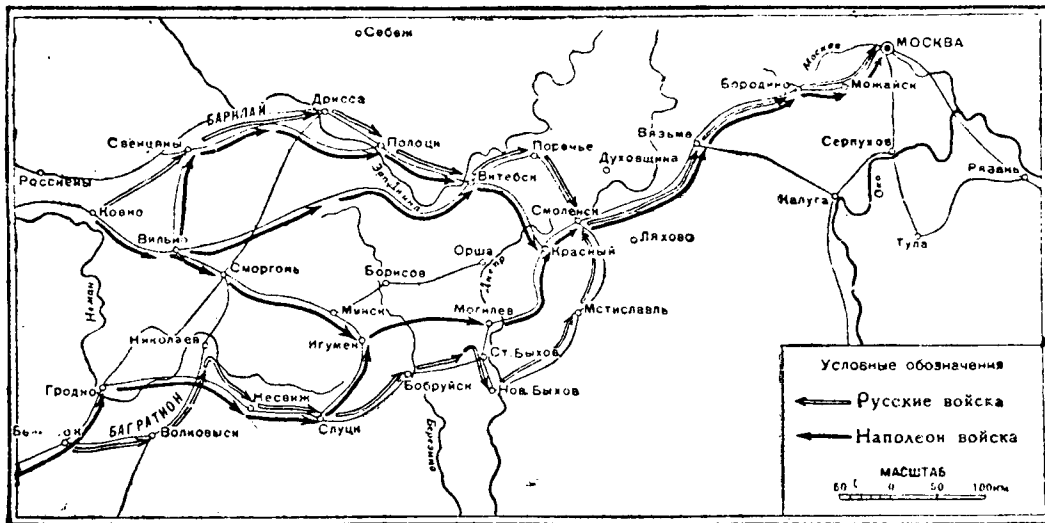 Себеж
МОСКВА
Москва
Бородино
Можайск
Дрисса
БАРКЛАЙ
Свенцяны
Полоцк
Западная
Поречье
Вязьма
Серпухов
Духовщина
Витебск
Россиены
Рязань
Ковно
Калуга
Ока
Смоленск
Вильно
Ляхово
Тула
Орша
Красный
Сморгонь
Борисов
Днепр
Неман
Минск
Могилев
Мстиславль
Николаев
Игумен
Ст. Быхов
Гродно
Бобруйск
Нов. Быхов
Несвиж
БАГРАТИОН
Слуцк
Волковыск
Березина
Условные обозначения
Русские войска
Наполеон войска
МАСШТАБ
0 50 100км